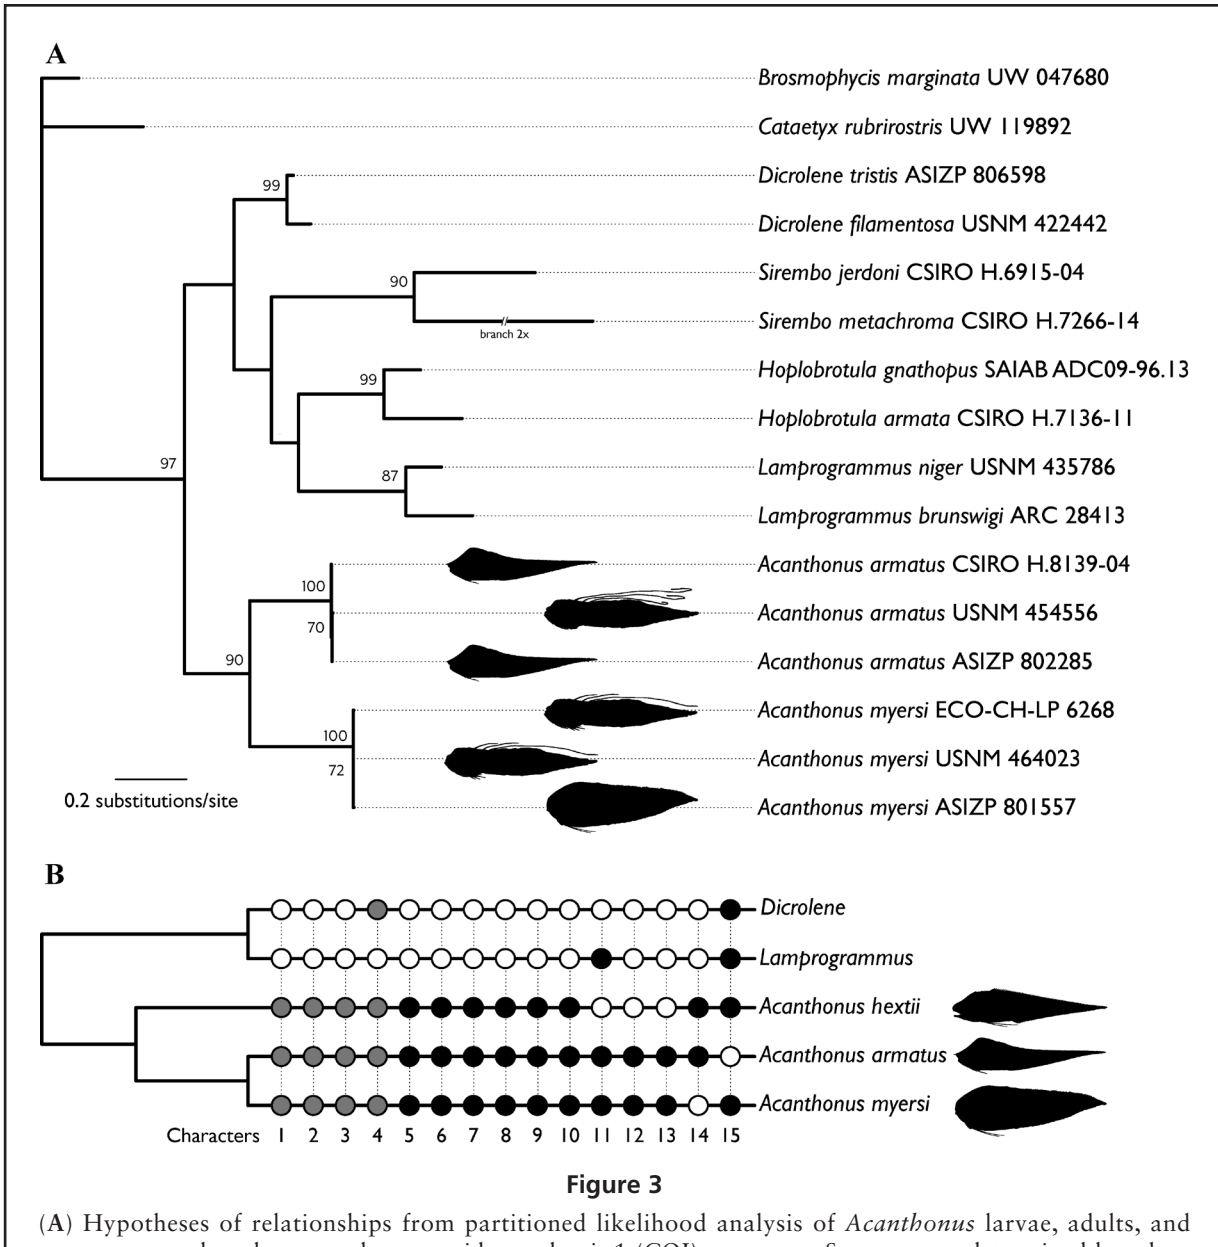 A
Brosmophycis marginata UW 047680
Cataetyx rubrirostris UW 119892
Dicrolene tristis ASIZP 806598
99
Dicrolene filamentosa USNM 422442
Sirembo jerdoni CSIRO H.6915-04
90
Sirembo metachroma CSIRO H.7266-14
branch 2x
Hoplobrotula gnathopus SAIAB ADC09-96.13
99
Hoplobrotula armata CSIRO H.7136-11
97
Lamprogrammus niger USNM 435786
87
Lamprogrammus brunswigi ARC 28413
Acanthonus armatus CSIRO H.8139-04
100
Acanthonus armatus USNM 454556
70
Acanthonus armatus ASIZP 802285
90
Acanthonus myersi ECO-CH-LP 6268
100
Acanthonus myersi USNM 464023
72
0.2 substitutions/site
Acanthonus myersi ASIZP 801557
B
Dicrolene
Lamprogrammus
Acanthonus hextii
Acanthonus armatus
Acanthonus myersi
Characters 1 2 3 4 5 6 7 8 9 10 11 12 13 14 15
Figure 3
(A) Hypotheses of relationships from partitioned likelihood analysis of Acanthonus larvae, adults, and